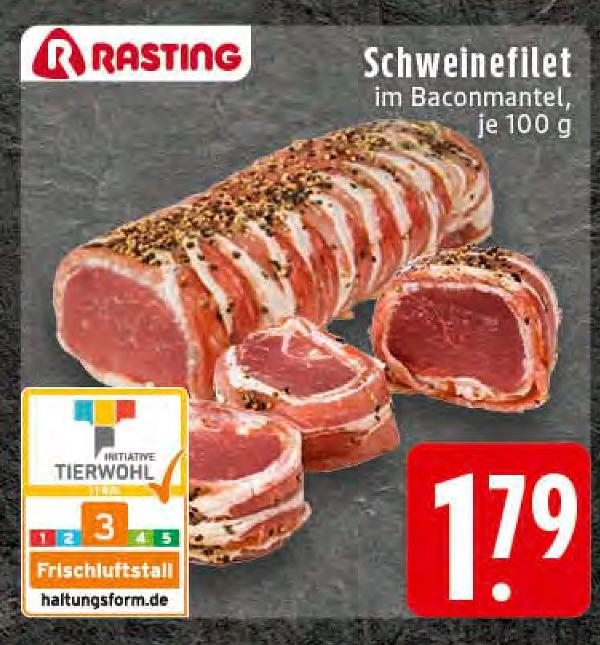 R RASTING
Schweinefilet
im Baconmantel,
je 100 g
INITIATIVE
TIERWOHL
1 2 3 4 5
Frischluftstall
haltungsform.de
1.79